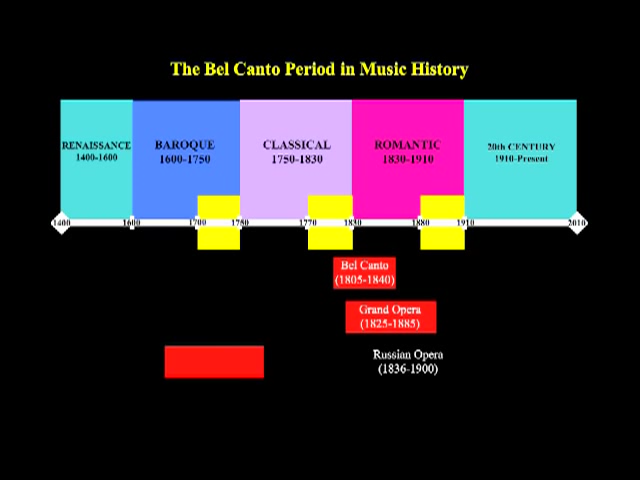 The Bel Canto Period in Music History
RENAISSANCE
1400-1600
BAROQUE
1600-1750
CLASSICAL
1750-1830
ROMANTIC
1830-1910
20th CENTURY
1910-Present
1400 1600 1700 1750 1770 1830 1880 1910 2010
Bel Canto
(1805-1840)
Grand Opera
(1825-1885)
Russian Opera
(1836-1900)